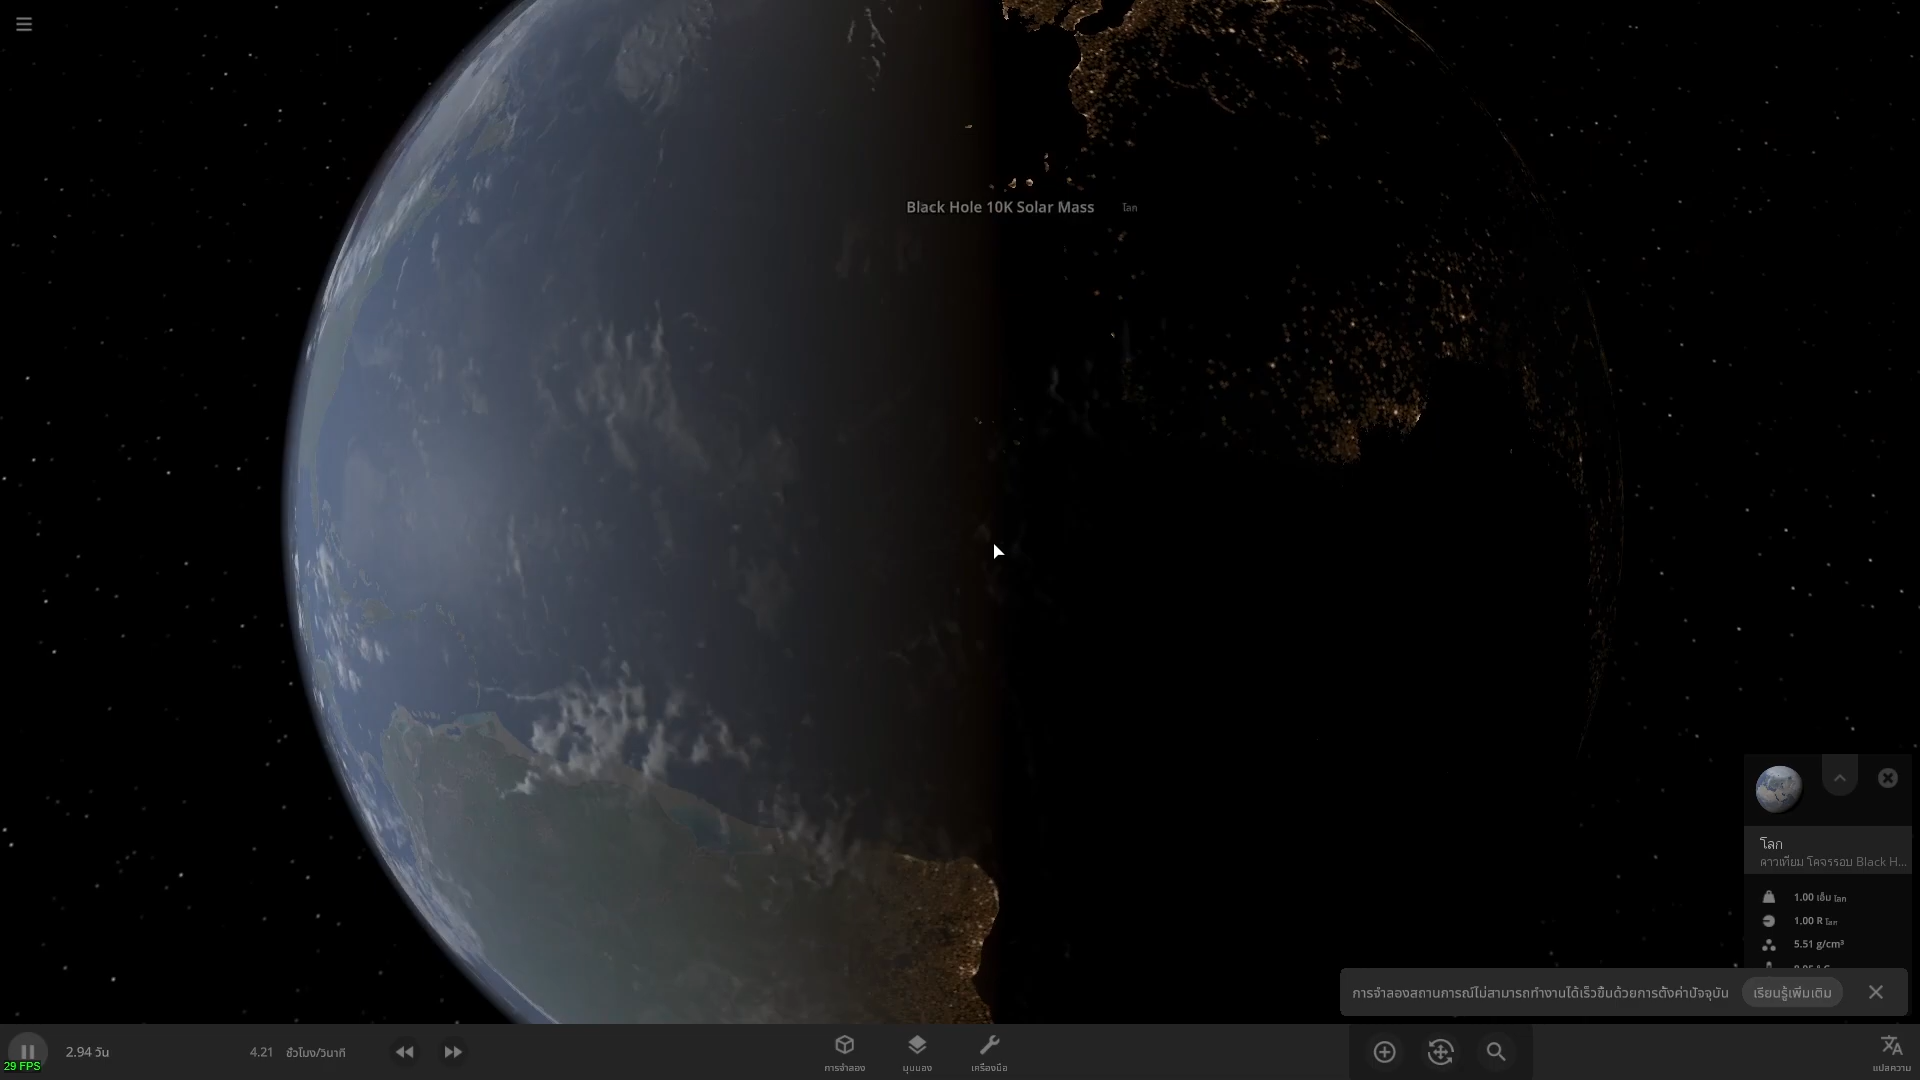 Black Hole 10K Solar Mass
โลก
โลก
ดาวเทียม โคจรรอบ Black H...
1.00 เอ็ม โลก
1.00 R โลก
5.51 g/cm³
การจำลองสถานการณ์ไม่สามารถทำงานได้เร็วขึ้นด้วยการตั้งค่าปัจจุบัน
เรียนรู้เพิ่มเติม
29 FPS
2.94 วัน
4.21 ชั่วโมง/วินาที
การจำลอง
มุมมอง
เครื่องมือ
แปลความ